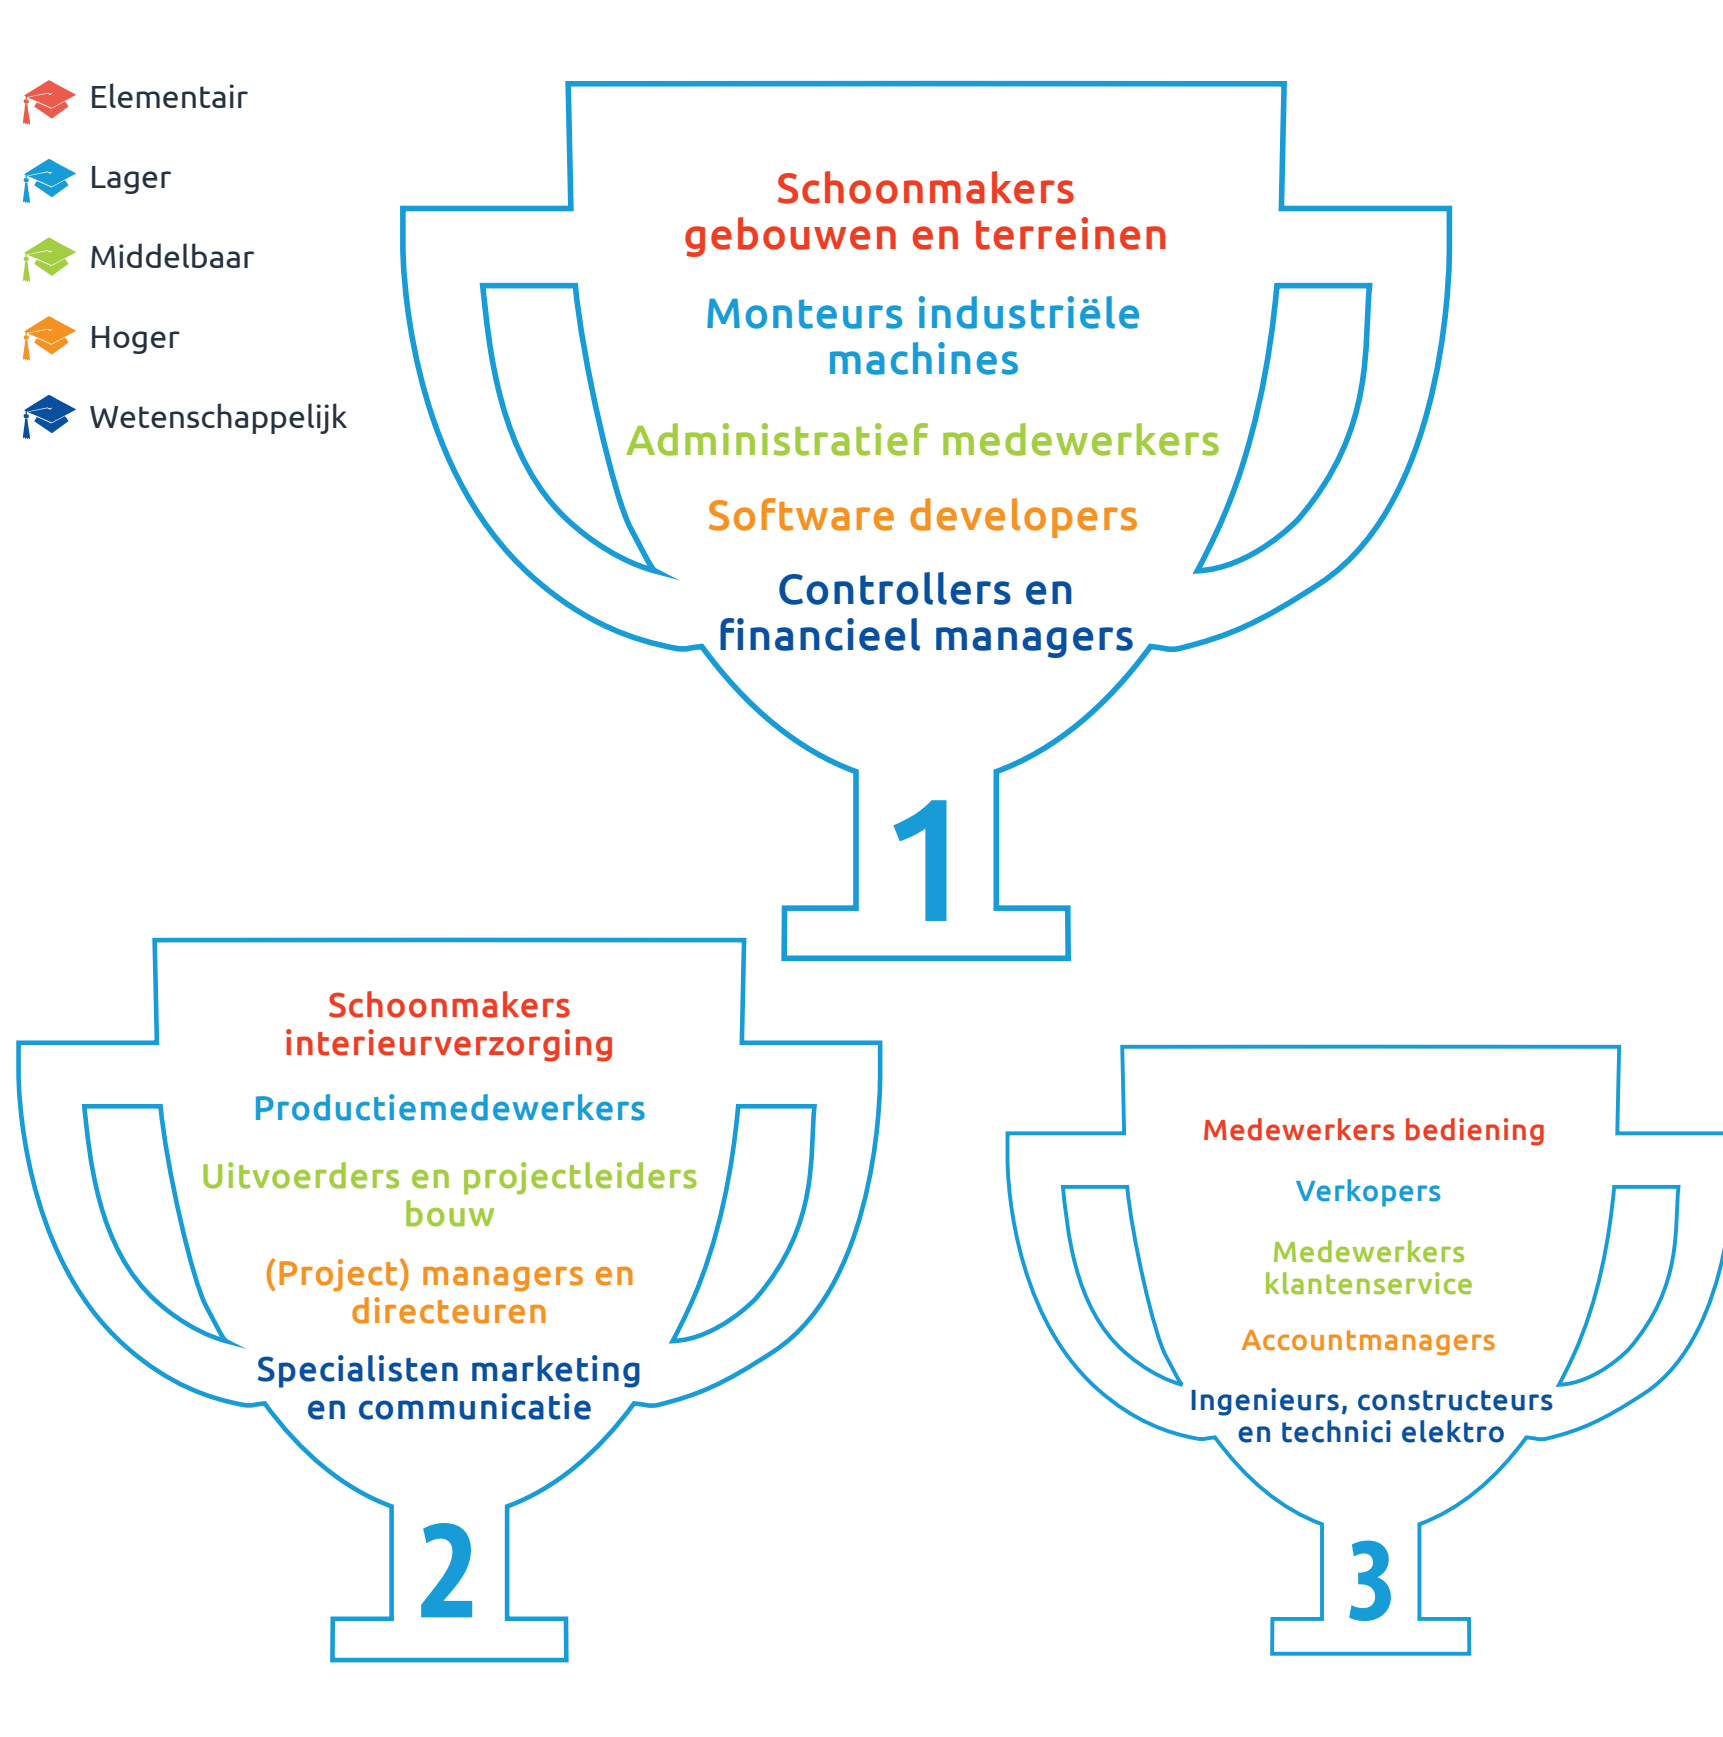 Elementair
Lager
Middelbaar
Hoger
Wetenschappelijk
Schoonmakers
gebouwen en terreinen
Monteurs industriële
machines
Administratief medewerkers
Software developers
Controllers en
financieel managers
1
Schoonmakers
interieurverzorging
Productiemedewerkers
Uitvoerders en projectleiders
bouw
(Project) managers en
directeuren
Specialisten marketing
en communicatie
2
Medewerkers bediening
Verkopers
Medewerkers
klantenservice
Accountmanagers
Ingenieurs, constructeurs
en technici elektro
3